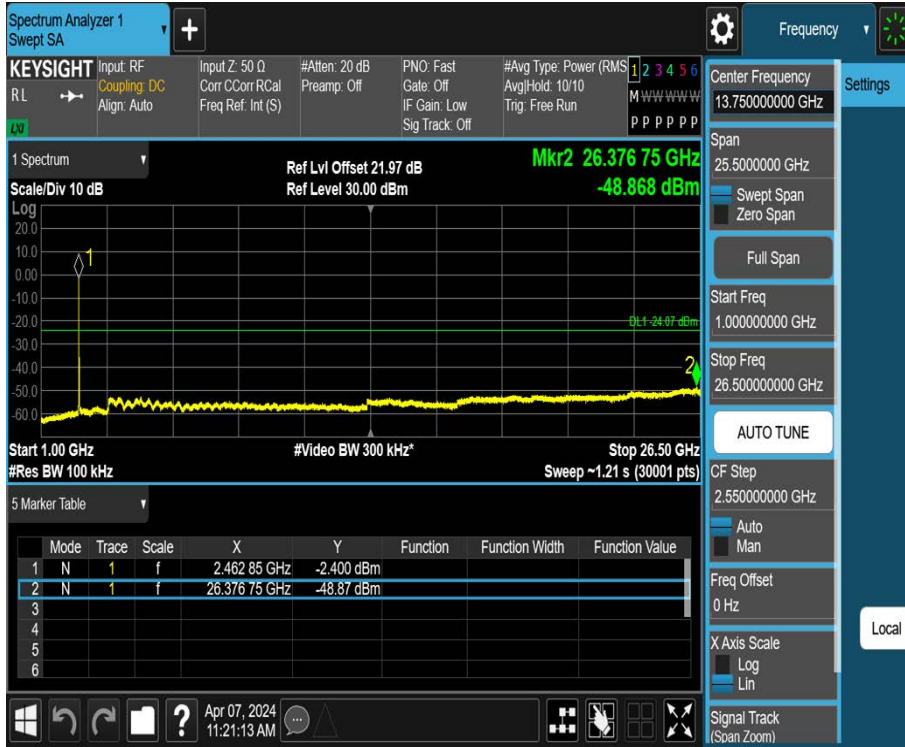 Spectrum Analyzer 1
Swept SA
+
Frequency
KEYSIGHT
RL
LXI
Input: RF
Coupling: DC
Align: Auto
Input Z: 50 Ω
Corr CCorr RCal
Freq Ref: Int (S)
#Atten: 20 dB
Preamp: Off
PNO: Fast
Gate: Off
IF Gain: Low
Sig Track: Off
#Avg Type: Power (RMS
Avg|Hold: 10/10
Trig: Free Run
1 2 3 4 5 6
M W W W W W
P P P P P P
1 Spectrum
Scale/Div 10 dB
Ref Lvl Offset 21.97 dB
Ref Level 30.00 dBm
Mkr2 26.376 75 GHz
-48.868 dBm
Log
20.0
10.0
0.00
-10.0
-20.0
-30.0
-40.0
-50.0
-60.0
1
DL1 -24.07 dBm
2
Start 1.00 GHz
#Res BW 100 kHz
#Video BW 300 kHz*
Stop 26.50 GHz
Sweep ~1.21 s (30001 pts)
5 Marker Table
Mode Trace Scale X Y Function Function Width Function Value
1 N 1 f 2.462 85 GHz -2.400 dBm
2 N 1 f 26.376 75 GHz -48.87 dBm
3
4
5
6
?
Apr 07, 2024
11:21:13 AM
Center Frequency
13.750000000 GHz
Span
25.5000000 GHz
Swept Span
Zero Span
Full Span
Start Freq
1.000000000 GHz
Stop Freq
26.500000000 GHz
AUTO TUNE
CF Step
2.550000000 GHz
Auto
Man
Freq Offset
0 Hz
X Axis Scale
Log
Lin
Signal Track
(Span Zoom)
Settings
Local